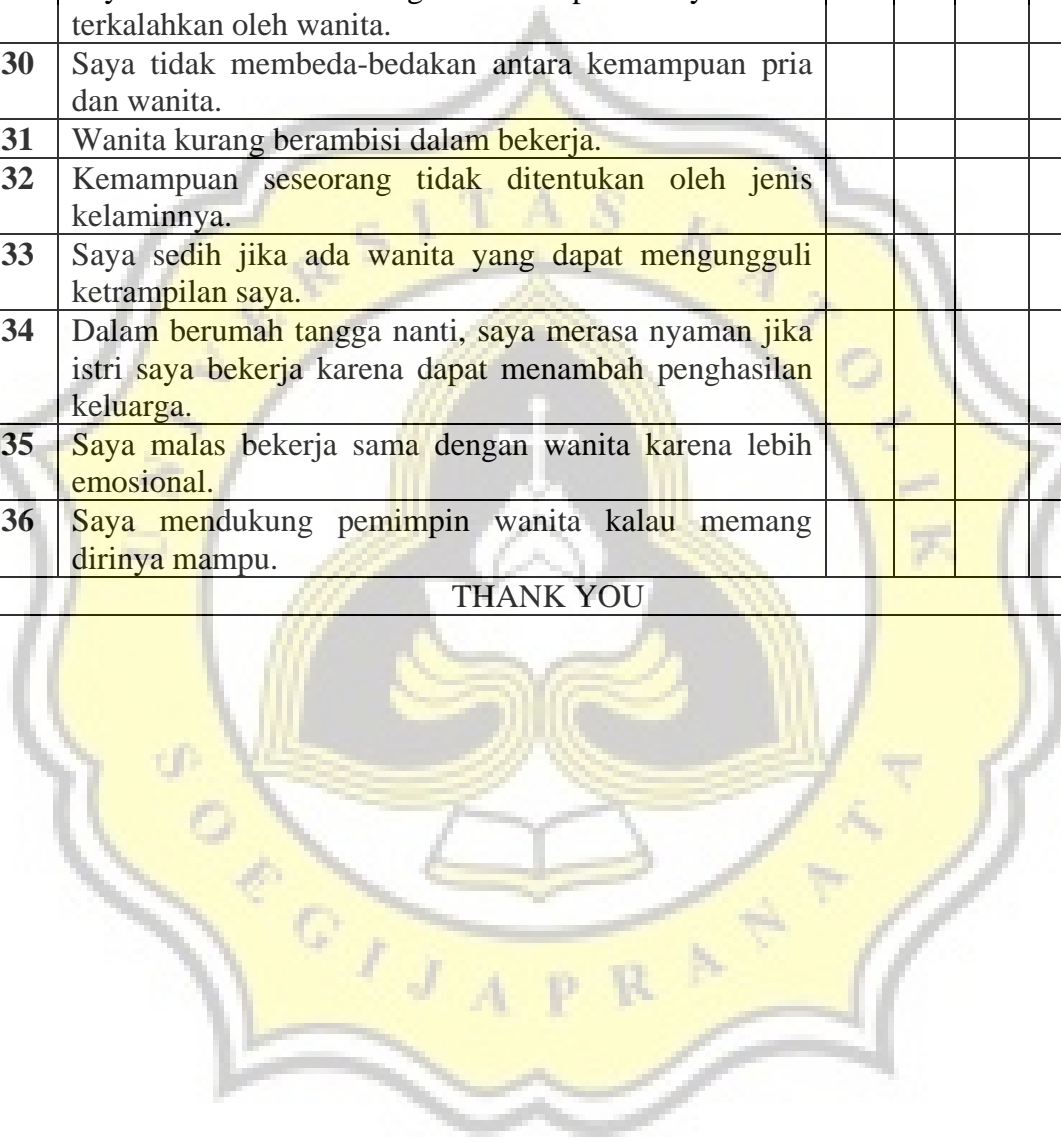 terkalahkan oleh wanita.
30 Saya tidak membeda-bedakan antara kemampuan pria
dan wanita.
31 Wanita kurang berambisi dalam bekerja.
32 Kemampuan seseorang tidak ditentukan oleh jenis
kelaminnya.
33 Saya sedih jika ada wanita yang dapat mengungguli
ketrampilan saya.
34 Dalam berumah tangga nanti, saya merasa nyaman jika
istri saya bekerja karena dapat menambah penghasilan
keluarga.
35 Saya malas bekerja sama dengan wanita karena lebih
emosional.
36 Saya mendukung pemimpin wanita kalau memang
dirinya mampu.
THANK YOU
RSITAS KATOLIK
SOEGIJAPRANATA